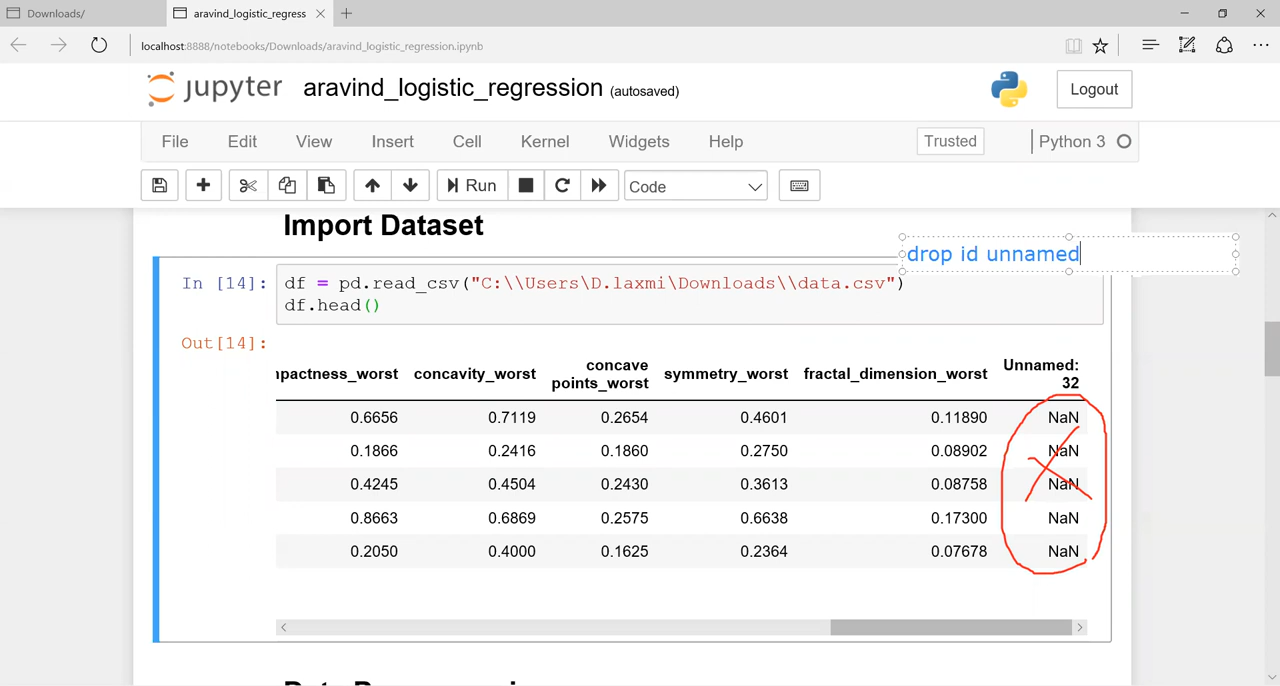 Downloads/
aravind_logistic_regress
localhost:8888/notebooks/Downloads/aravind_logistic_regression.ipynb
jupyter aravind_logistic_regression (autosaved)
Logout
File Edit View Insert Cell Kernel Widgets Help Trusted Python 3
Run Code
Import Dataset
drop id unnamed
In [14]: df = pd.read_csv("C:\\Users\D.laxmi\Downloads\\data.csv")
df.head()
Out[14]:
mpactness_worst concavity_worst concave points_worst symmetry_worst fractal_dimension_worst Unnamed: 32
0.6656 0.7119 0.2654 0.4601 0.11890 NaN
0.1866 0.2416 0.1860 0.2750 0.08902 NaN
0.4245 0.4504 0.2430 0.3613 0.08758 NaN
0.8663 0.6869 0.2575 0.6638 0.17300 NaN
0.2050 0.4000 0.1625 0.2364 0.07678 NaN